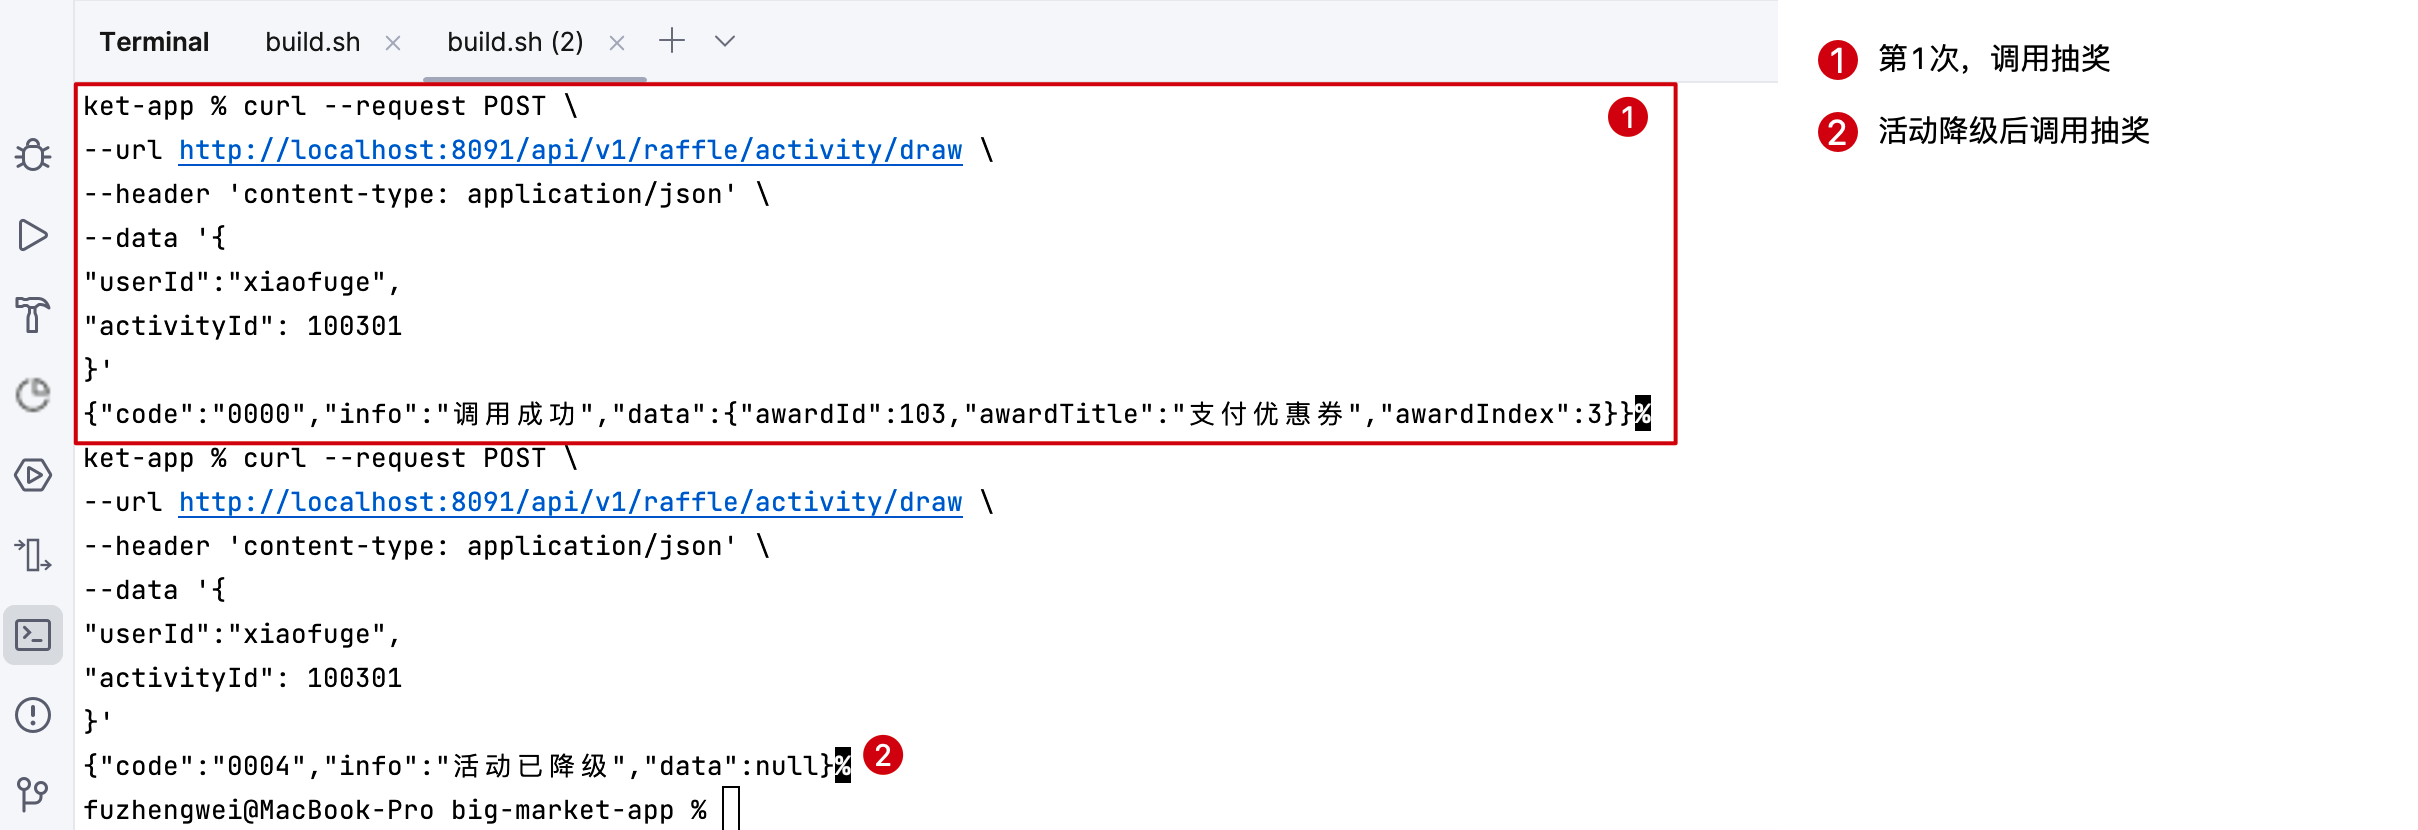 Terminal build.sh build.sh (2)
ket-app % curl --request POST \
1
--url http://localhost:8091/api/v1/raffle/activity/draw \
--header 'content-type: application/json' \
--data '{
"userId":"xiaofuge",
"activityId": 100301
}'
{"code":"0000","info":"调用成功","data":{"awardId":103,"awardTitle":"支付优惠券","awardIndex":3}}%
ket-app % curl --request POST \
--url http://localhost:8091/api/v1/raffle/activity/draw \
--header 'content-type: application/json' \
--data '{
"userId":"xiaofuge",
"activityId": 100301
}'
{"code":"0004","info":"活动已降级","data":null}%
2
fuzhengwei@MacBook-Pro big-market-app %
1 第1次，调用抽奖
2 活动降级后调用抽奖